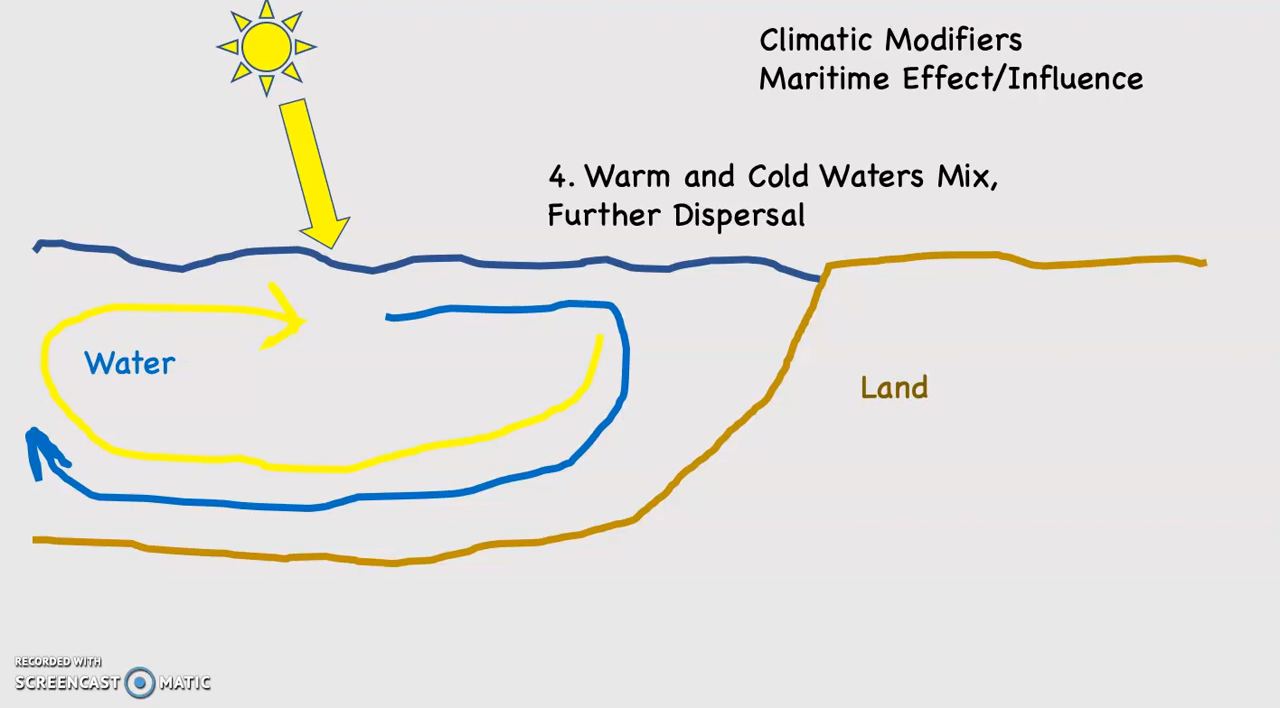 Climatic Modifiers
Maritime Effect/Influence
4. Warm and Cold Waters Mix,
Further Dispersal
Water
Land
RECORDED WITH
SCREENCAST MATIC